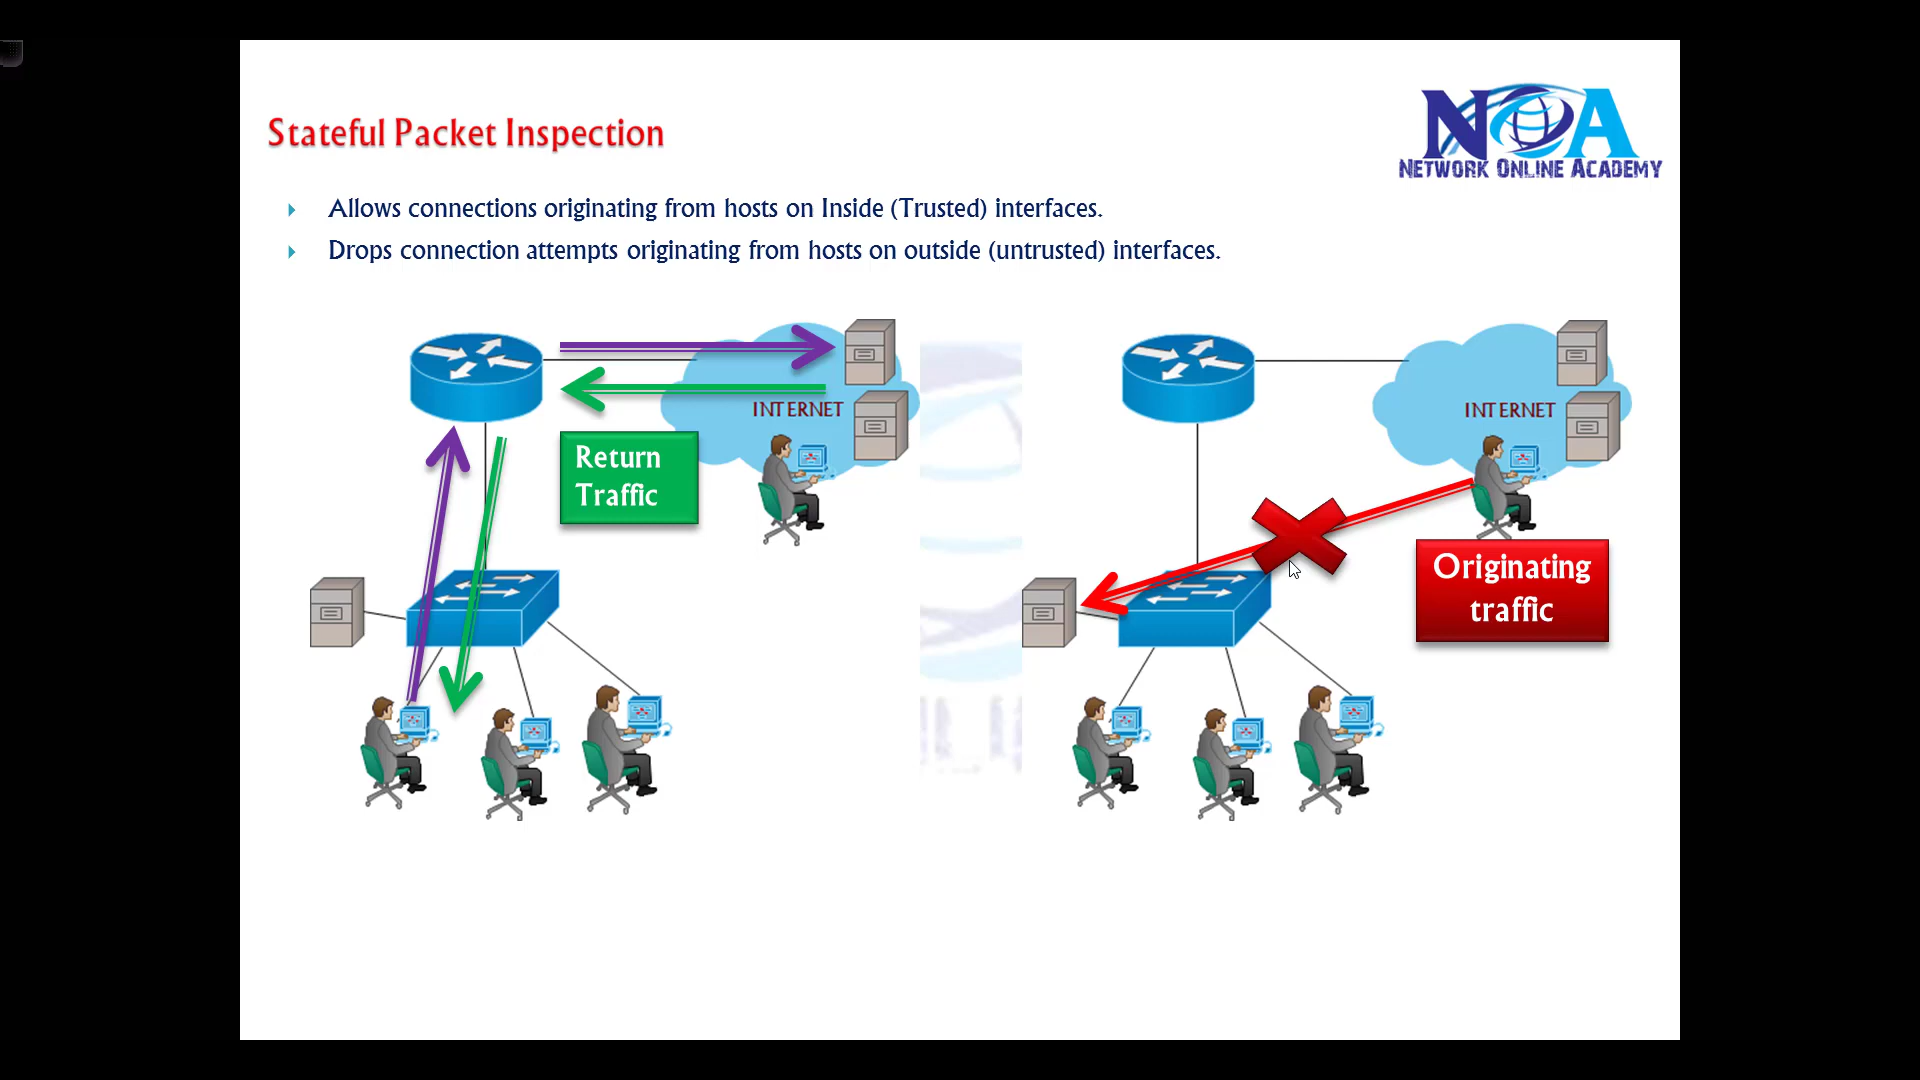 NOA
NETWORK ONLINE ACADEMY
Stateful Packet Inspection
Allows connections originating from hosts on Inside (Trusted) interfaces.
Drops connection attempts originating from hosts on outside (untrusted) interfaces.
INTERNET
Return
Traffic
INTERNET
Originating
traffic